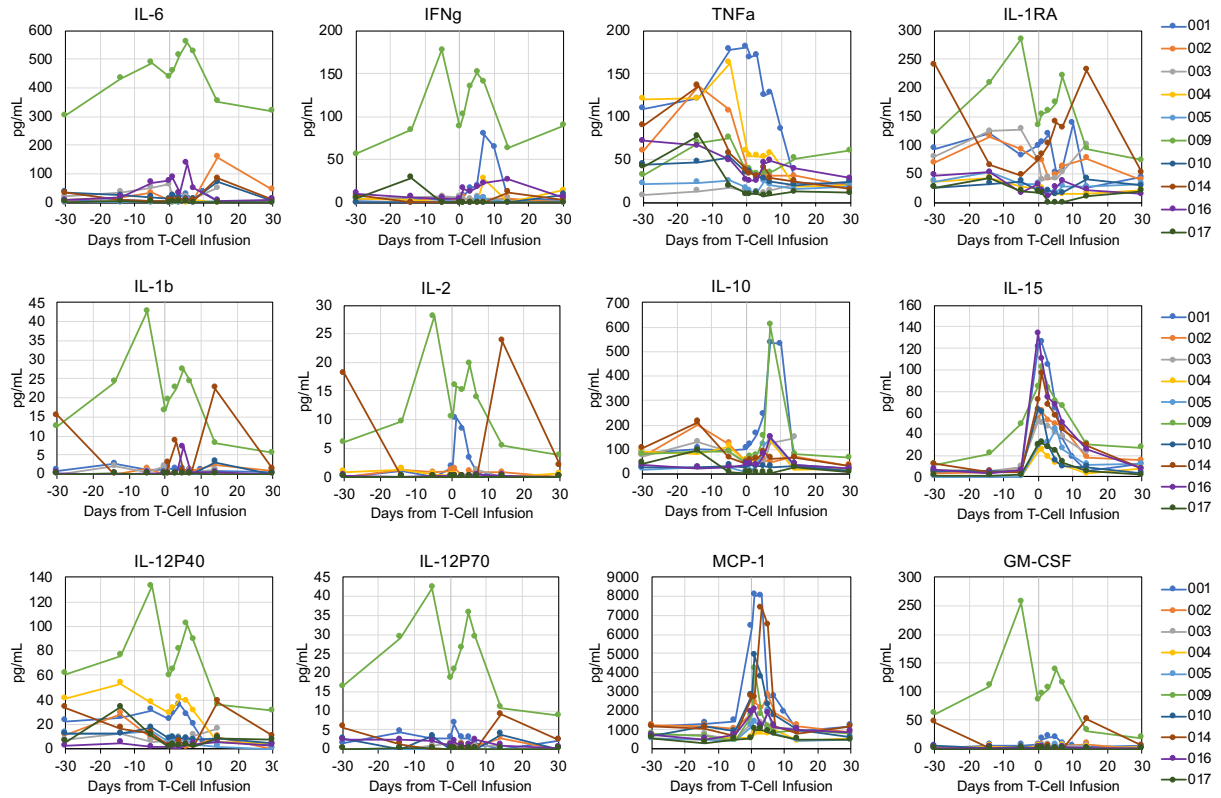 IL-6
IFNg
TNFa
IL-1RA
600
500
400
300
200
100
0
pg/mL
-30 -20 -10 0 10 20 30
Days from T-Cell Infusion
200
150
100
50
0
pg/mL
-30 -20 -10 0 10 20 30
Days from T-Cell Infusion
200
150
100
50
0
pg/mL
-30 -20 -10 0 10 20 30
Days from T-Cell Infusion
300
250
200
150
100
50
0
pg/mL
-30 -20 -10 0 10 20 30
Days from T-Cell Infusion
001
002
003
004
005
009
010
014
016
017
IL-1b
IL-2
IL-10
IL-15
45
40
35
30
25
20
15
10
5
0
pg/mL
-30 -20 -10 0 10 20 30
Days from T-Cell Infusion
30
25
20
15
10
5
0
pg/mL
-30 -20 -10 0 10 20 30
Days from T-Cell Infusion
700
600
500
400
300
200
100
0
pg/mL
-30 -20 -10 0 10 20 30
Days from T-Cell Infusion
160
140
120
100
80
60
40
20
0
pg/mL
-30 -20 -10 0 10 20 30
Days from T-Cell Infusion
001
002
003
004
005
009
010
014
016
017
IL-12P40
IL-12P70
MCP-1
GM-CSF
140
120
100
80
60
40
20
0
pg/mL
-30 -20 -10 0 10 20 30
Days from T-Cell Infusion
45
40
35
30
25
20
15
10
5
0
pg/mL
-30 -20 -10 0 10 20 30
Days from T-Cell Infusion
9000
8000
7000
6000
5000
4000
3000
2000
1000
0
pg/mL
-30 -20 -10 0 10 20 30
Days from T-Cell Infusion
300
250
200
150
100
50
0
pg/mL
-30 -20 -10 0 10 20 30
Days from T-Cell Infusion
001
002
003
004
005
009
010
014
016
017